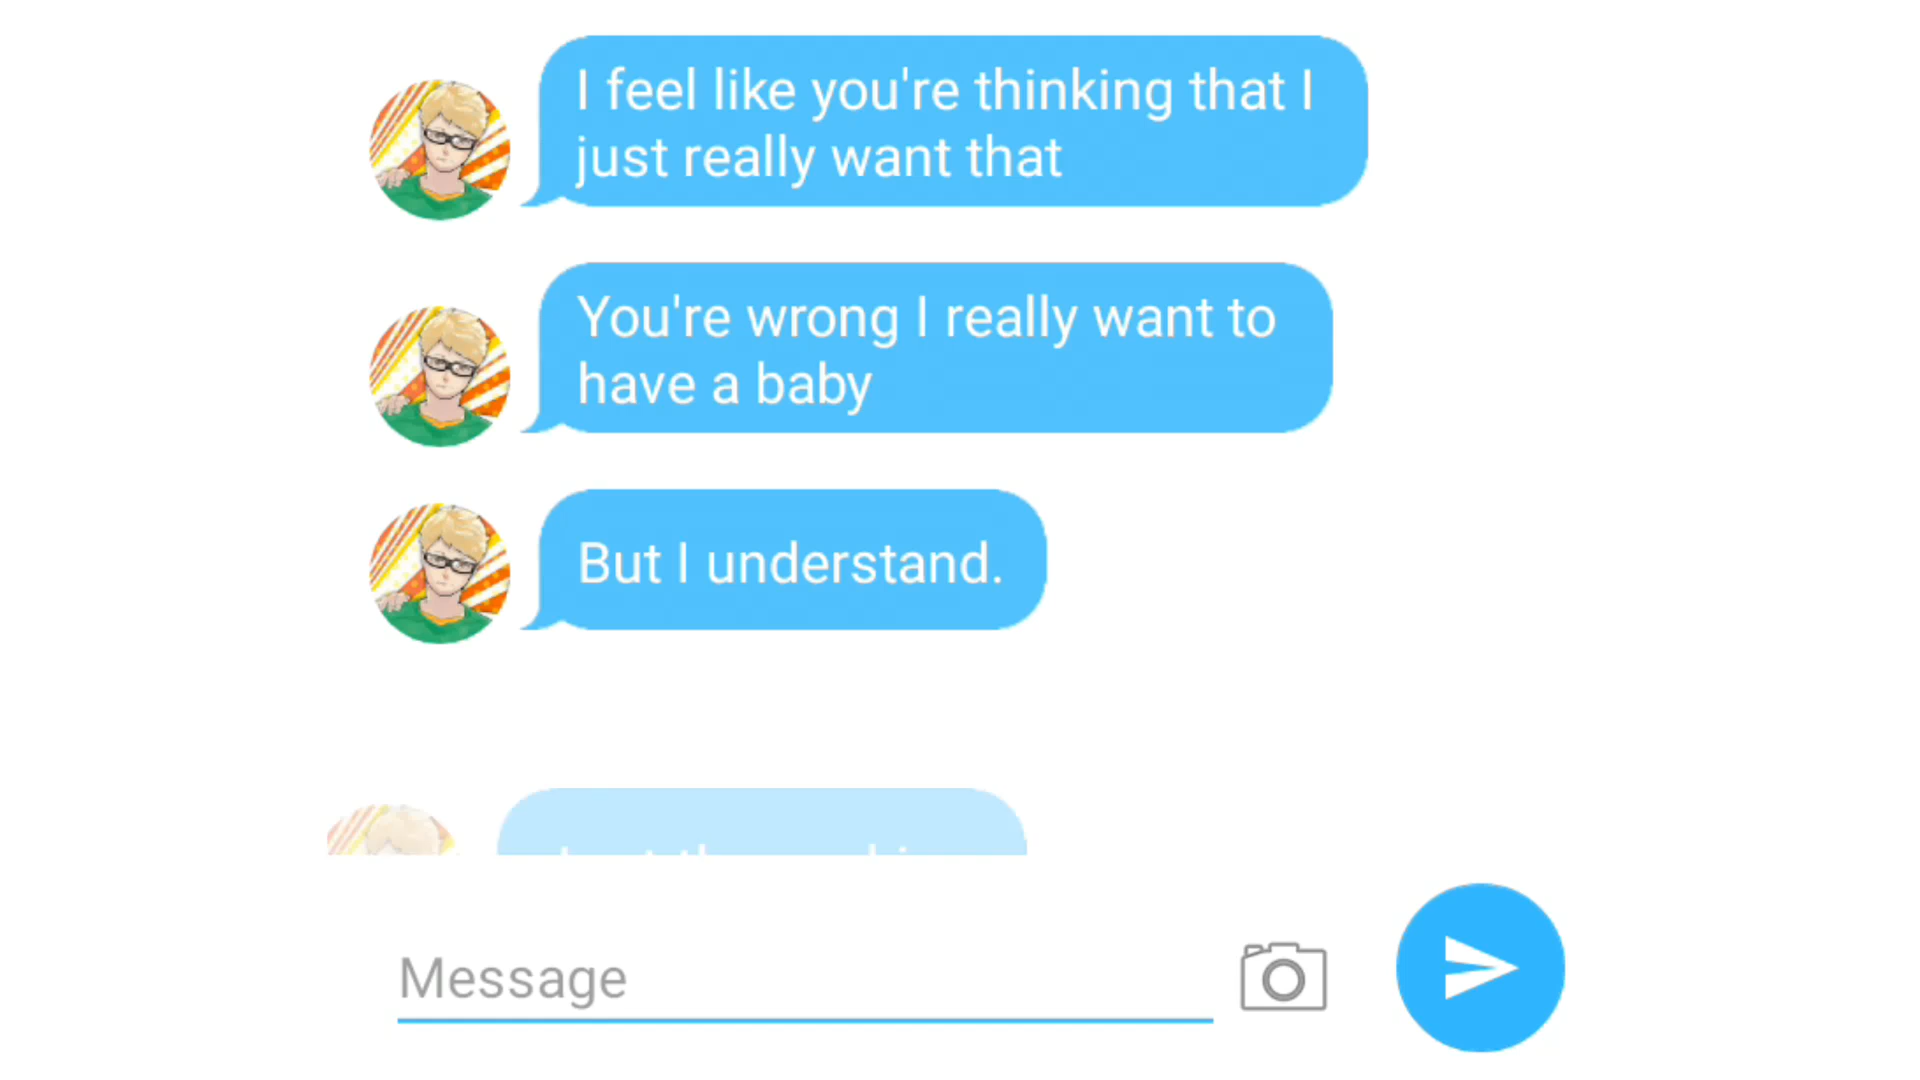 I feel like you're thinking that I
just really want that
You're wrong I really want to
have a baby
But I understand.
Message